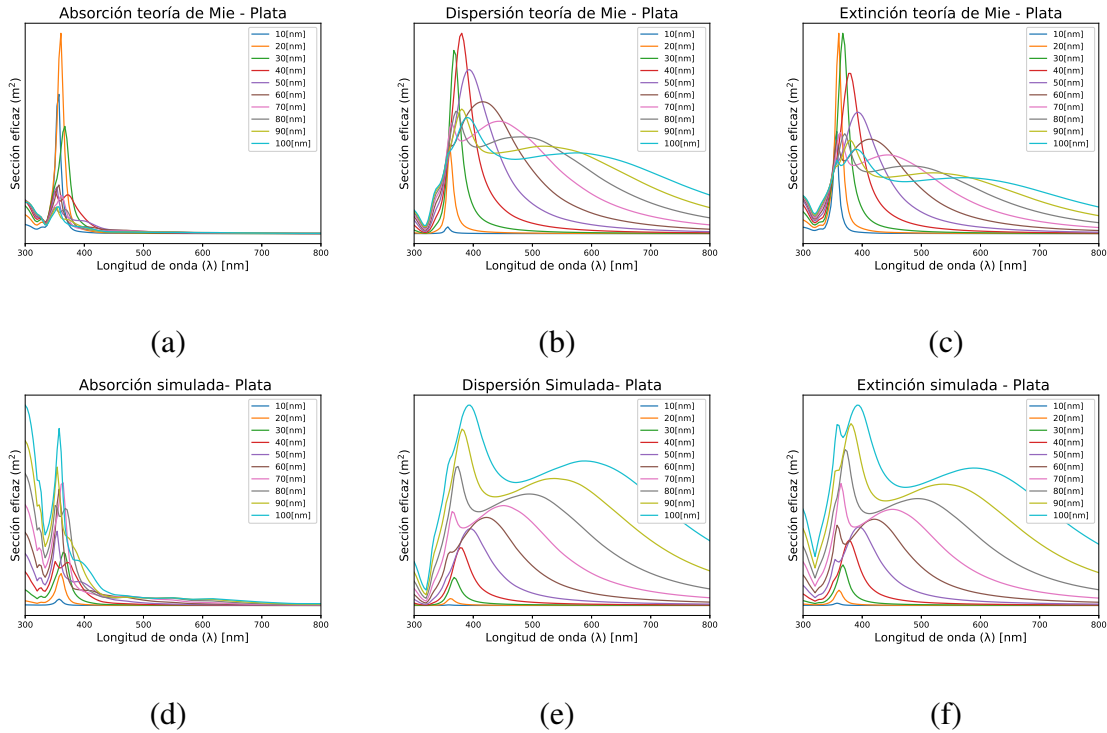 Absorción teoría de Mie - Plata
Sección eficaz (m²)
10[nm]
20[nm]
30[nm]
40[nm]
50[nm]
60[nm]
70[nm]
80[nm]
90[nm]
100[nm]
300 400 500 600 700 800
Longitud de onda (λ) [nm]
(a)
Dispersión teoría de Mie - Plata
Sección eficaz (m²)
10[nm]
20[nm]
30[nm]
40[nm]
50[nm]
60[nm]
70[nm]
80[nm]
90[nm]
100[nm]
300 400 500 600 700 800
Longitud de onda (λ) [nm]
(b)
Extinción teoría de Mie - Plata
Sección eficaz (m²)
10[nm]
20[nm]
30[nm]
40[nm]
50[nm]
60[nm]
70[nm]
80[nm]
90[nm]
100[nm]
300 400 500 600 700 800
Longitud de onda (λ) [nm]
(c)
Absorción simulada- Plata
Sección eficaz (m²)
10[nm]
20[nm]
30[nm]
40[nm]
50[nm]
60[nm]
70[nm]
80[nm]
90[nm]
100[nm]
300 400 500 600 700 800
Longitud de onda (λ) [nm]
(d)
Dispersión Simulada- Plata
Sección eficaz (m²)
10[nm]
20[nm]
30[nm]
40[nm]
50[nm]
60[nm]
70[nm]
80[nm]
90[nm]
100[nm]
300 400 500 600 700 800
Longitud de onda (λ) [nm]
(e)
Extinción simulada - Plata
Sección eficaz (m²)
10[nm]
20[nm]
30[nm]
40[nm]
50[nm]
60[nm]
70[nm]
80[nm]
90[nm]
100[nm]
300 400 500 600 700 800
Longitud de onda (λ) [nm]
(f)